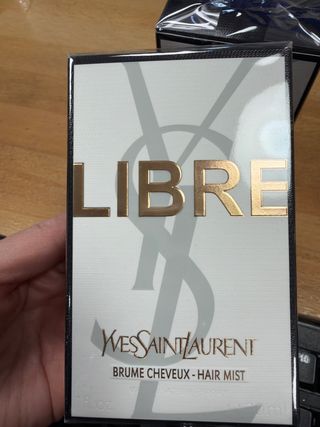 LIBRE
YVESSAINTLAURENT
BRUME CHEVEUX - HAIR MIST